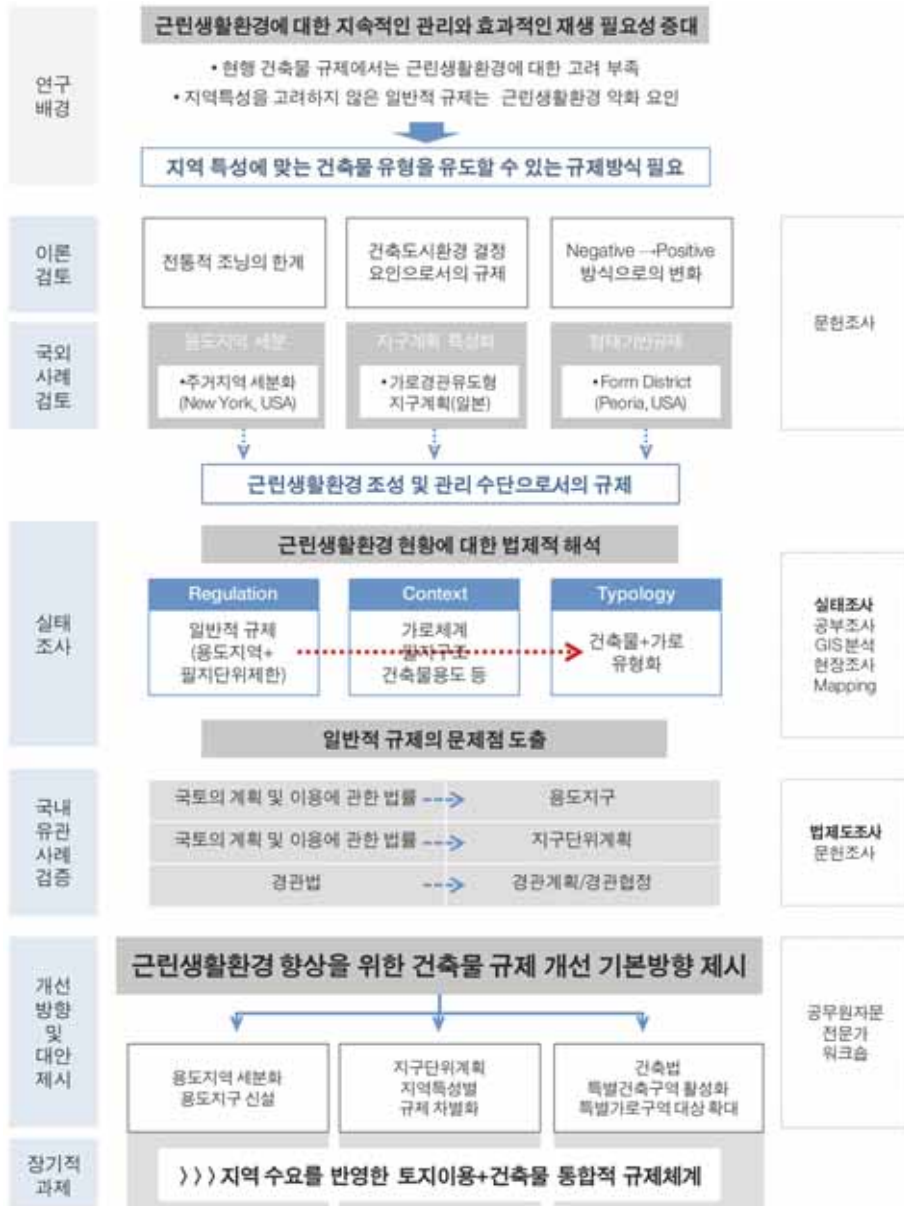 근린생활환경에 대한 지속적인 관리와 효과적인 재생 필요성 증대
연구
배경
• 현행 건축물 규제에서는 근린생활환경에 대한 고려 부족
• 지역특성을 고려하지 않은 일반적 규제는 근린생활환경 악화 요인
지역 특성에 맞는 건축물 유형을 유도할 수 있는 규제방식 필요
이론
검토
전통적 조닝의 한계
건축도시환경 결정
요인으로서의 규제
Negative →Positive
방식으로의 변화
문헌조사
국외
사례
검토
용도지역 세분
•주거지역 세분화
(New York, USA)
지구계획 특성화
•가로경관유도형
지구계획(일본)
형태기반규제
•Form District
(Peoria, USA)
근린생활환경 조성 및 관리 수단으로서의 규제
실태
조사
근린생활환경 현황에 대한 법제적 해석
Regulation
일반적 규제
(용도지역+
필지단위제한)
Context
가로체계
필지구조
건축물용도 등
Typology
건축물+가로
유형화
일반적 규제의 문제점 도출
실태조사
공부조사
GIS분석
현장조사
Mapping
국내
유관
사례
검증
국토의 계획 및 이용에 관한 법률
용도지구
국토의 계획 및 이용에 관한 법률
지구단위계획
경관법
경관계획/경관협정
법제도조사
문헌조사
개선
방향
및
대안
제시
근린생활환경 향상을 위한 건축물 규제 개선 기본방향 제시
용도지역 세분화
용도지구 신설
지구단위계획
지역특성별
규제 차별화
건축법
특별건축구역 활성화
특별가로구역 대상 확대
공무원자문
전문가
워크숍
장기적
과제
〉〉〉지역 수요를 반영한 토지이용+건축물 통합적 규제체계